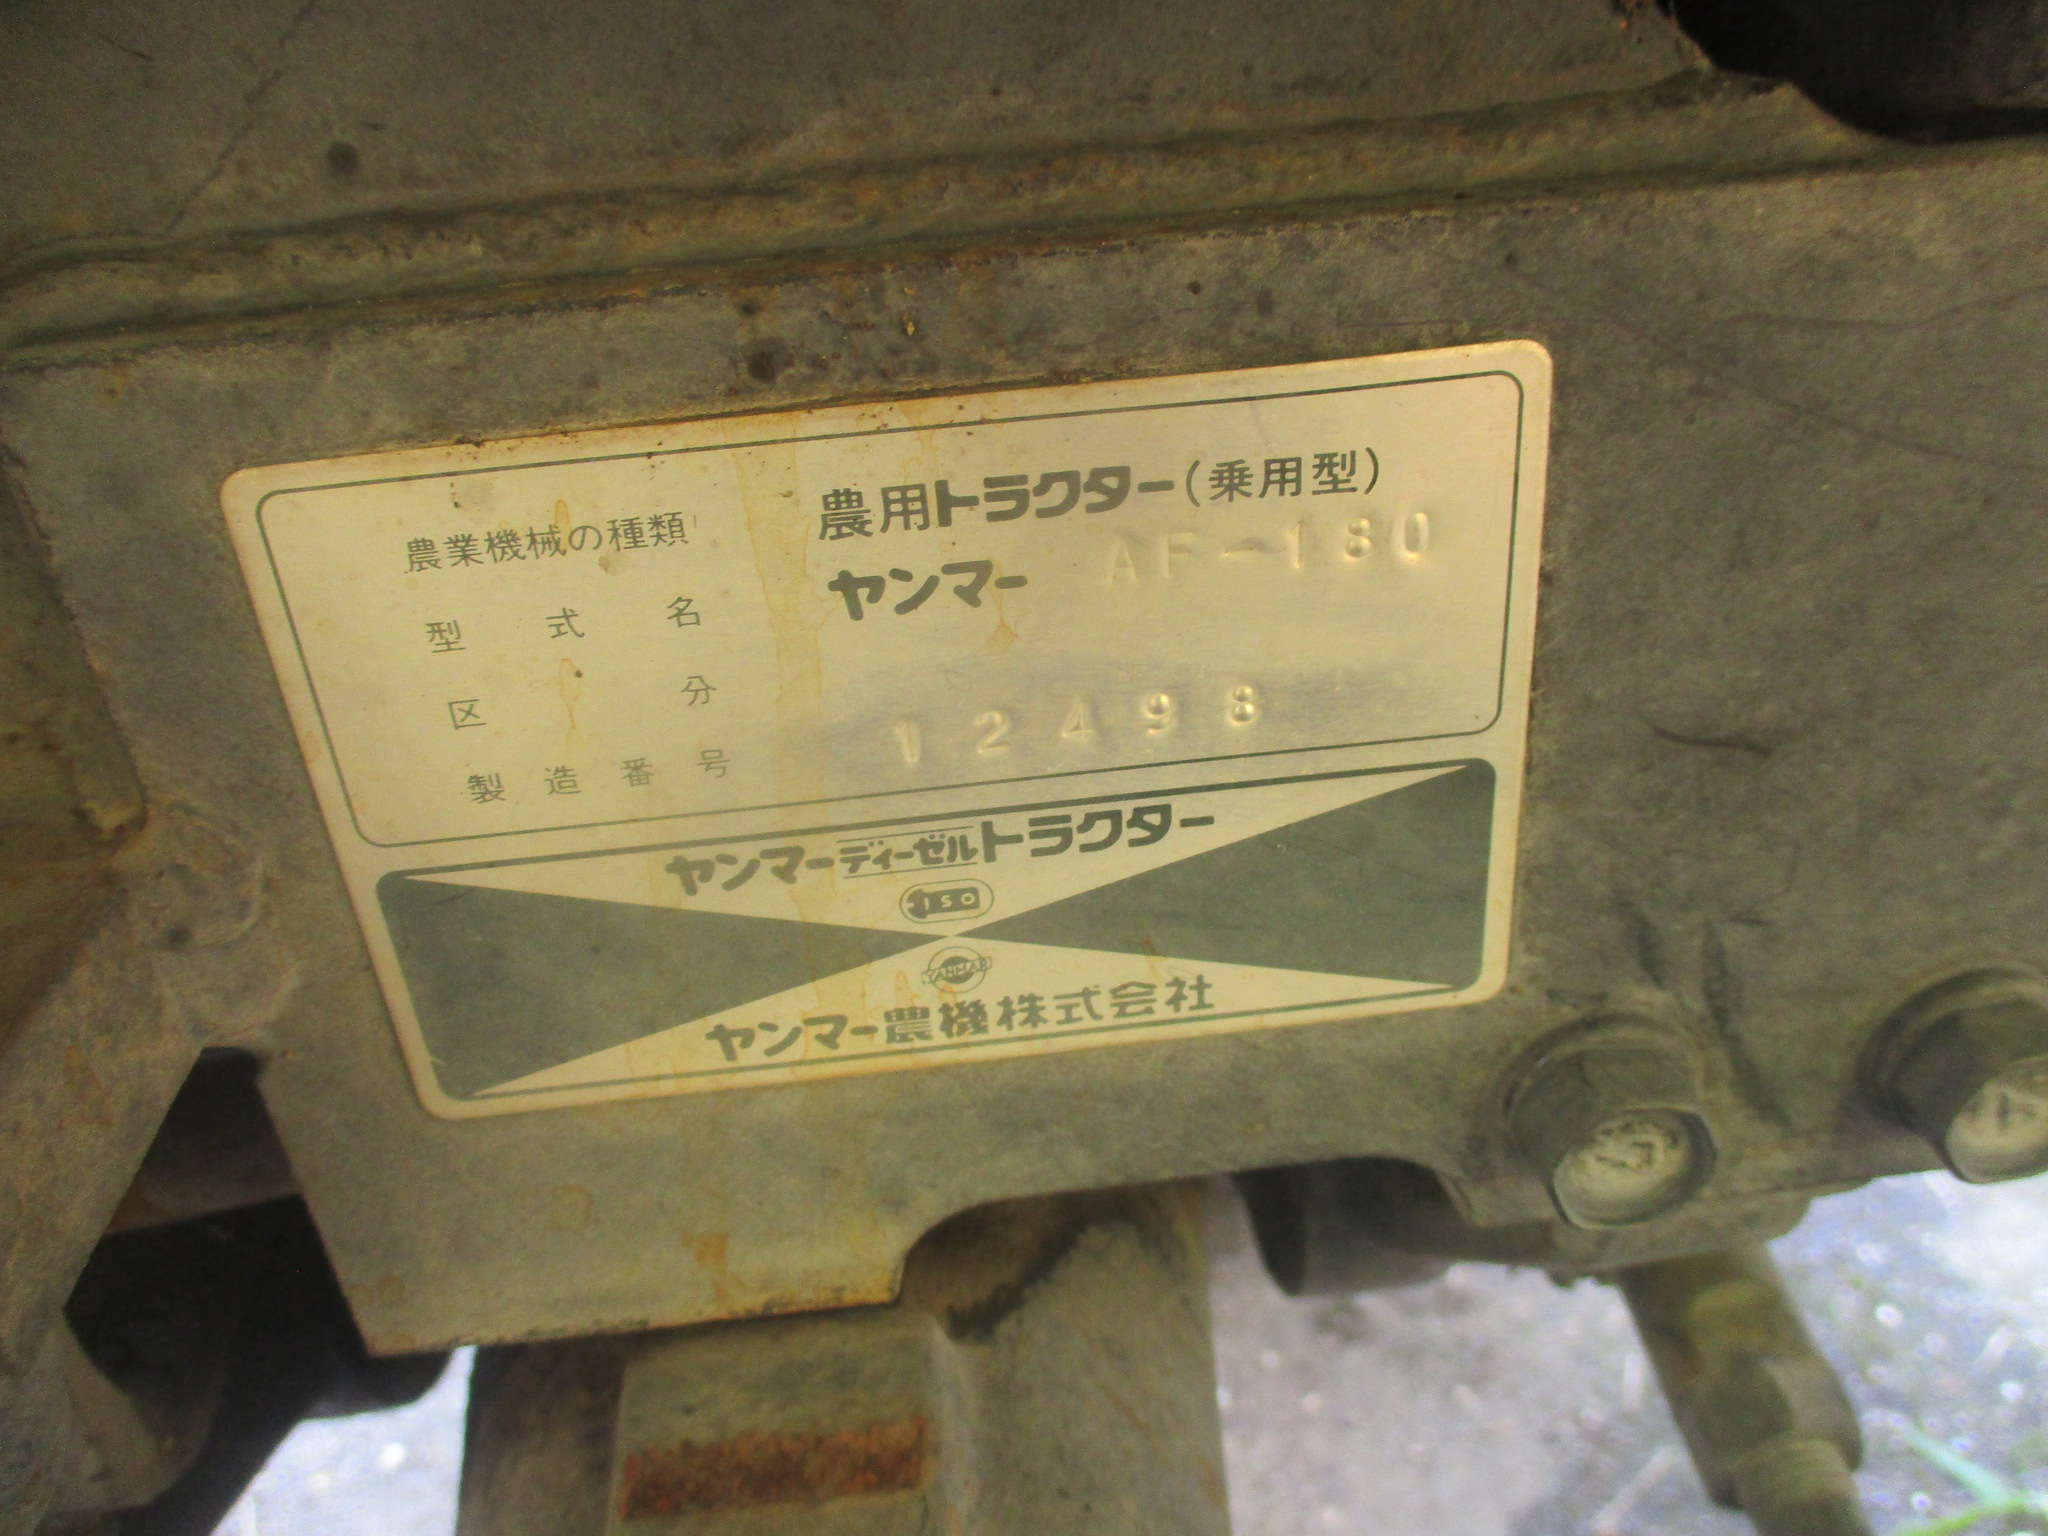 農業機械の種類 農用トラクター(乗用型)
型式名 ヤンマー AF-180
区分
製造番号 12498
ヤンマーディーゼルトラクター
ISO
YANMAR
ヤンマー農機株式会社